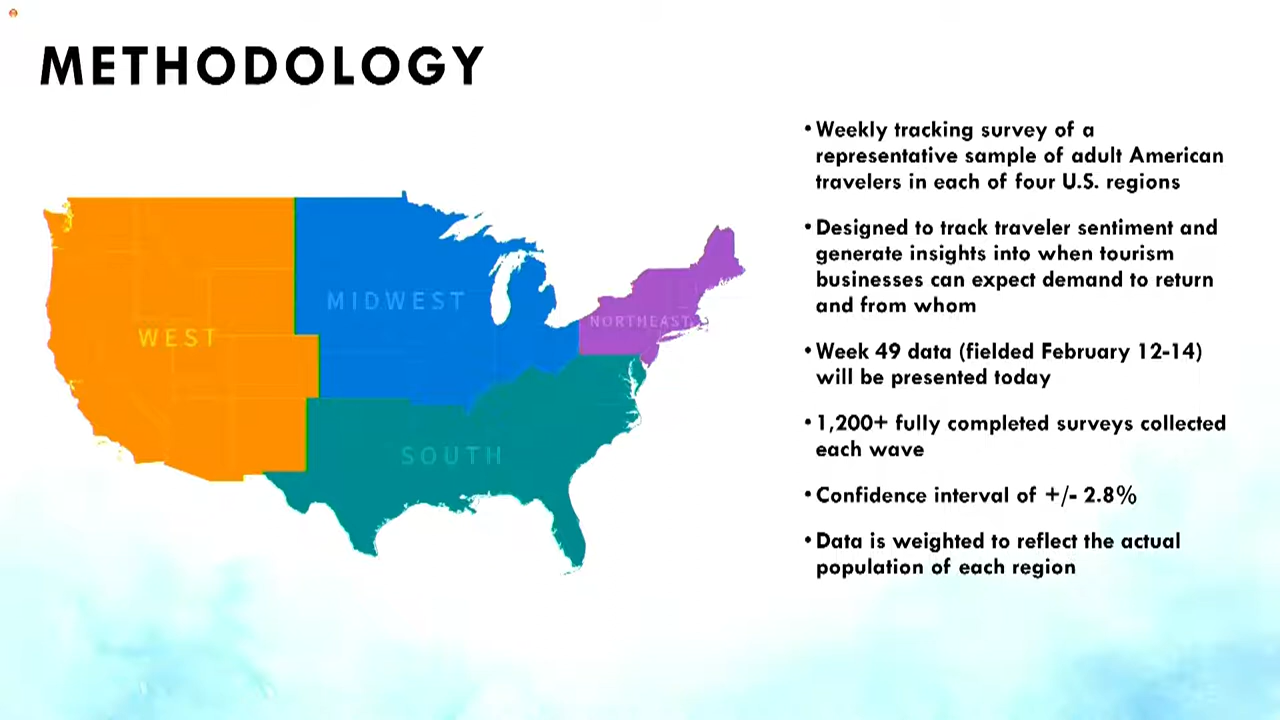 METHODOLOGY
WEST
MIDWEST
NORTHEAST
SOUTH
• Weekly tracking survey of a
representative sample of adult American
travelers in each of four U.S. regions
• Designed to track traveler sentiment and
generate insights into when tourism
businesses can expect demand to return
and from whom
• Week 49 data (fielded February 12-14)
will be presented today
• 1,200+ fully completed surveys collected
each wave
• Confidence interval of +/- 2.8%
• Data is weighted to reflect the actual
population of each region